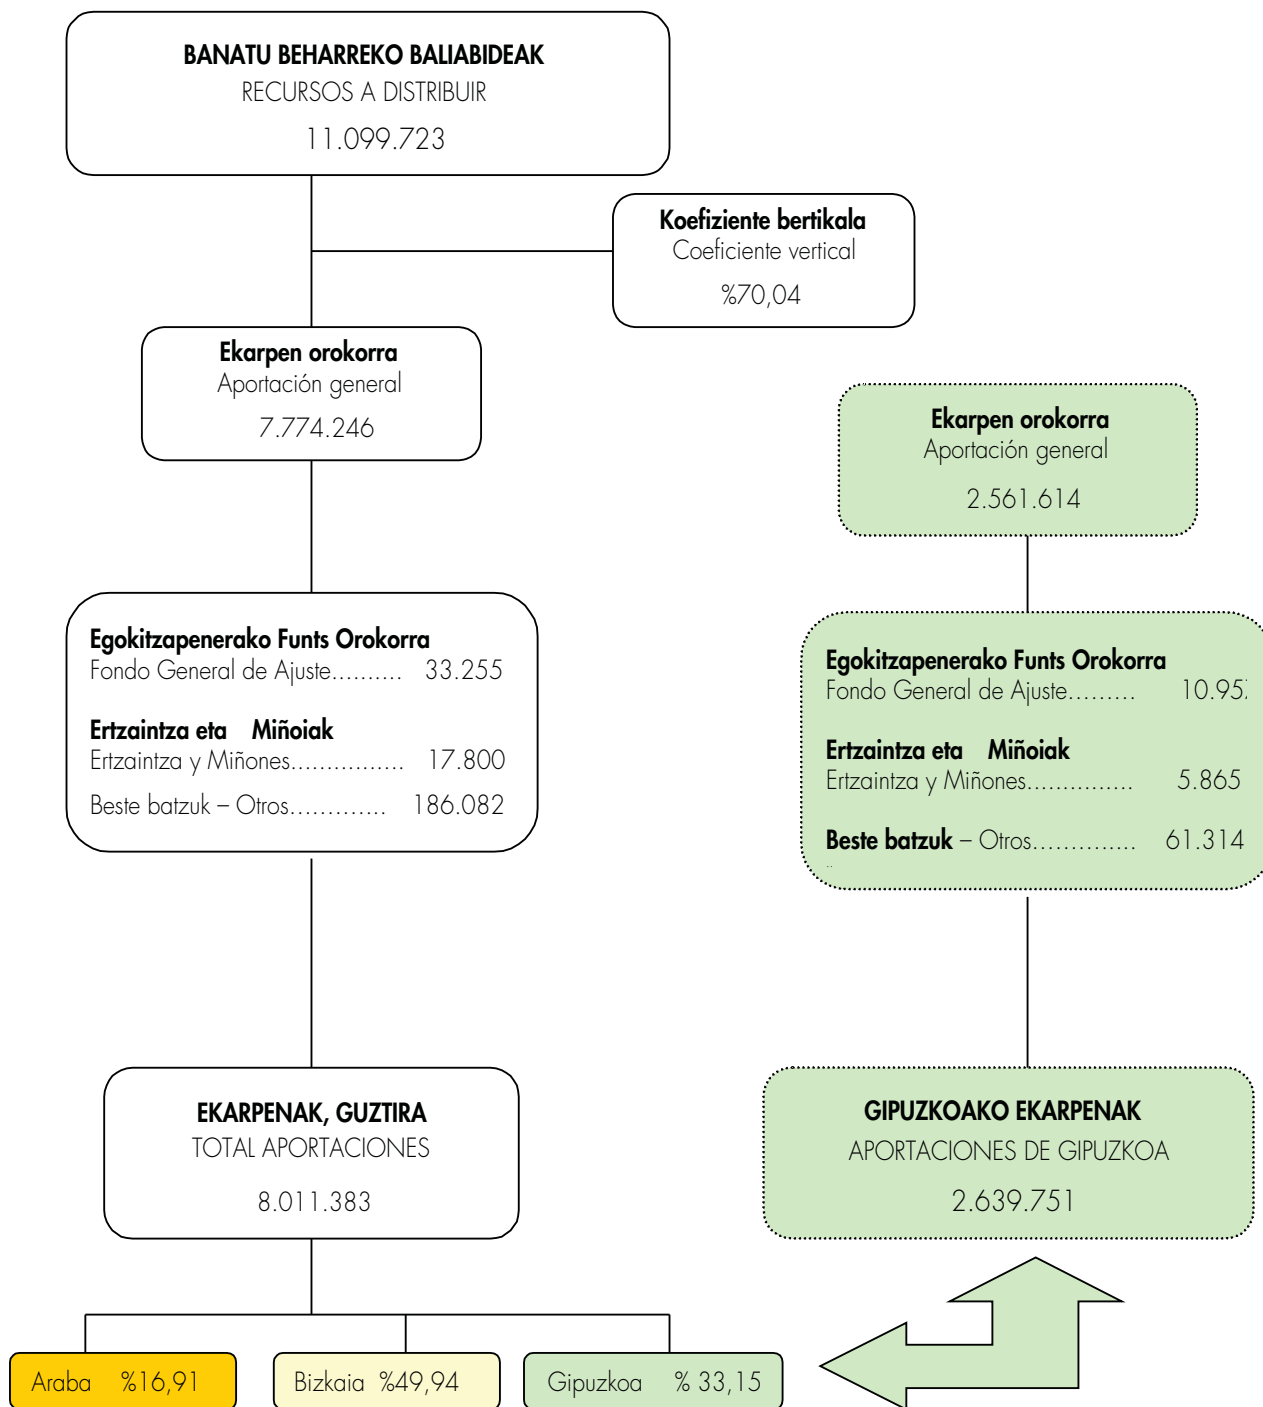 BANATU BEHARREKO BALIABIDEAK
RECURSOS A DISTRIBUIR
11.099.723
Koefiziente bertikala
Coeficiente vertical
%70,04
Ekarpen orokorra
Aportación general
7.774.246
Egokitzapenerako Funts Orokorra
Fondo General de Ajuste.......... 33.255
Ertzaintza eta Miñoiak
Ertzaintza y Miñones................ 17.800
Beste batzuk – Otros............. 186.082
EKARPENAK, GUZTIRA
TOTAL APORTACIONES
8.011.383
Araba %16,91
Bizkaia %49,94
Gipuzkoa % 33,15
Ekarpen orokorra
Aportación general
2.561.614
Egokitzapenerako Funts Orokorra
Fondo General de Ajuste.........
Ertzaintza eta Miñoiak
Ertzaintza y Miñones............... 5.865
Beste batzuk – Otros.............. 61.314
GIPUZKOAKO EKARPENAK
APORTACIONES DE GIPUZKOA
2.639.751